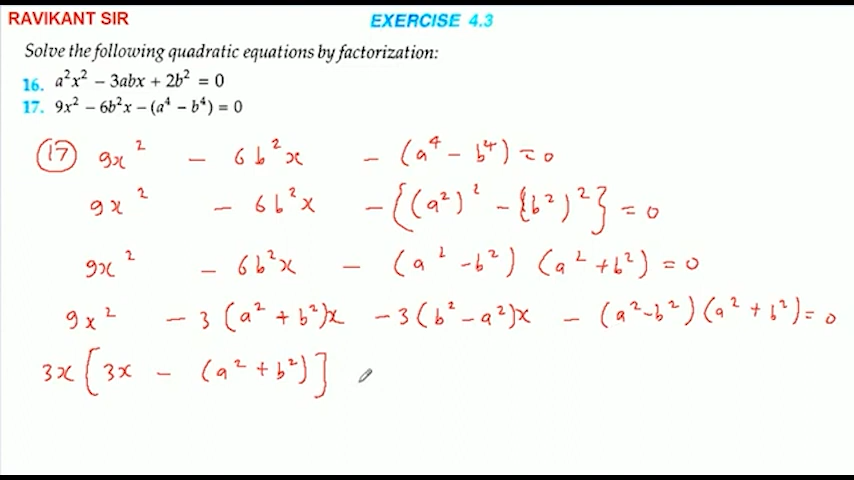 RAVIKANT SIR
EXERCISE 4.3
Solve the following quadratic equations by factorization:
16. a²x² − 3abx + 2b² = 0
17. 9x² − 6b²x − (a⁴ − b⁴) = 0
(17) 9x² − 6b²x − (a⁴ − b⁴) = 0
9x² − 6b²x − {(a²)² − (b²)²} = 0
9x² − 6b²x − (a² − b²) (a² + b²) = 0
9x² − 3(a² + b²)x − 3(b² − a²)x − (a² − b²)(a² + b²) = 0
3x[3x − (a² + b²)]